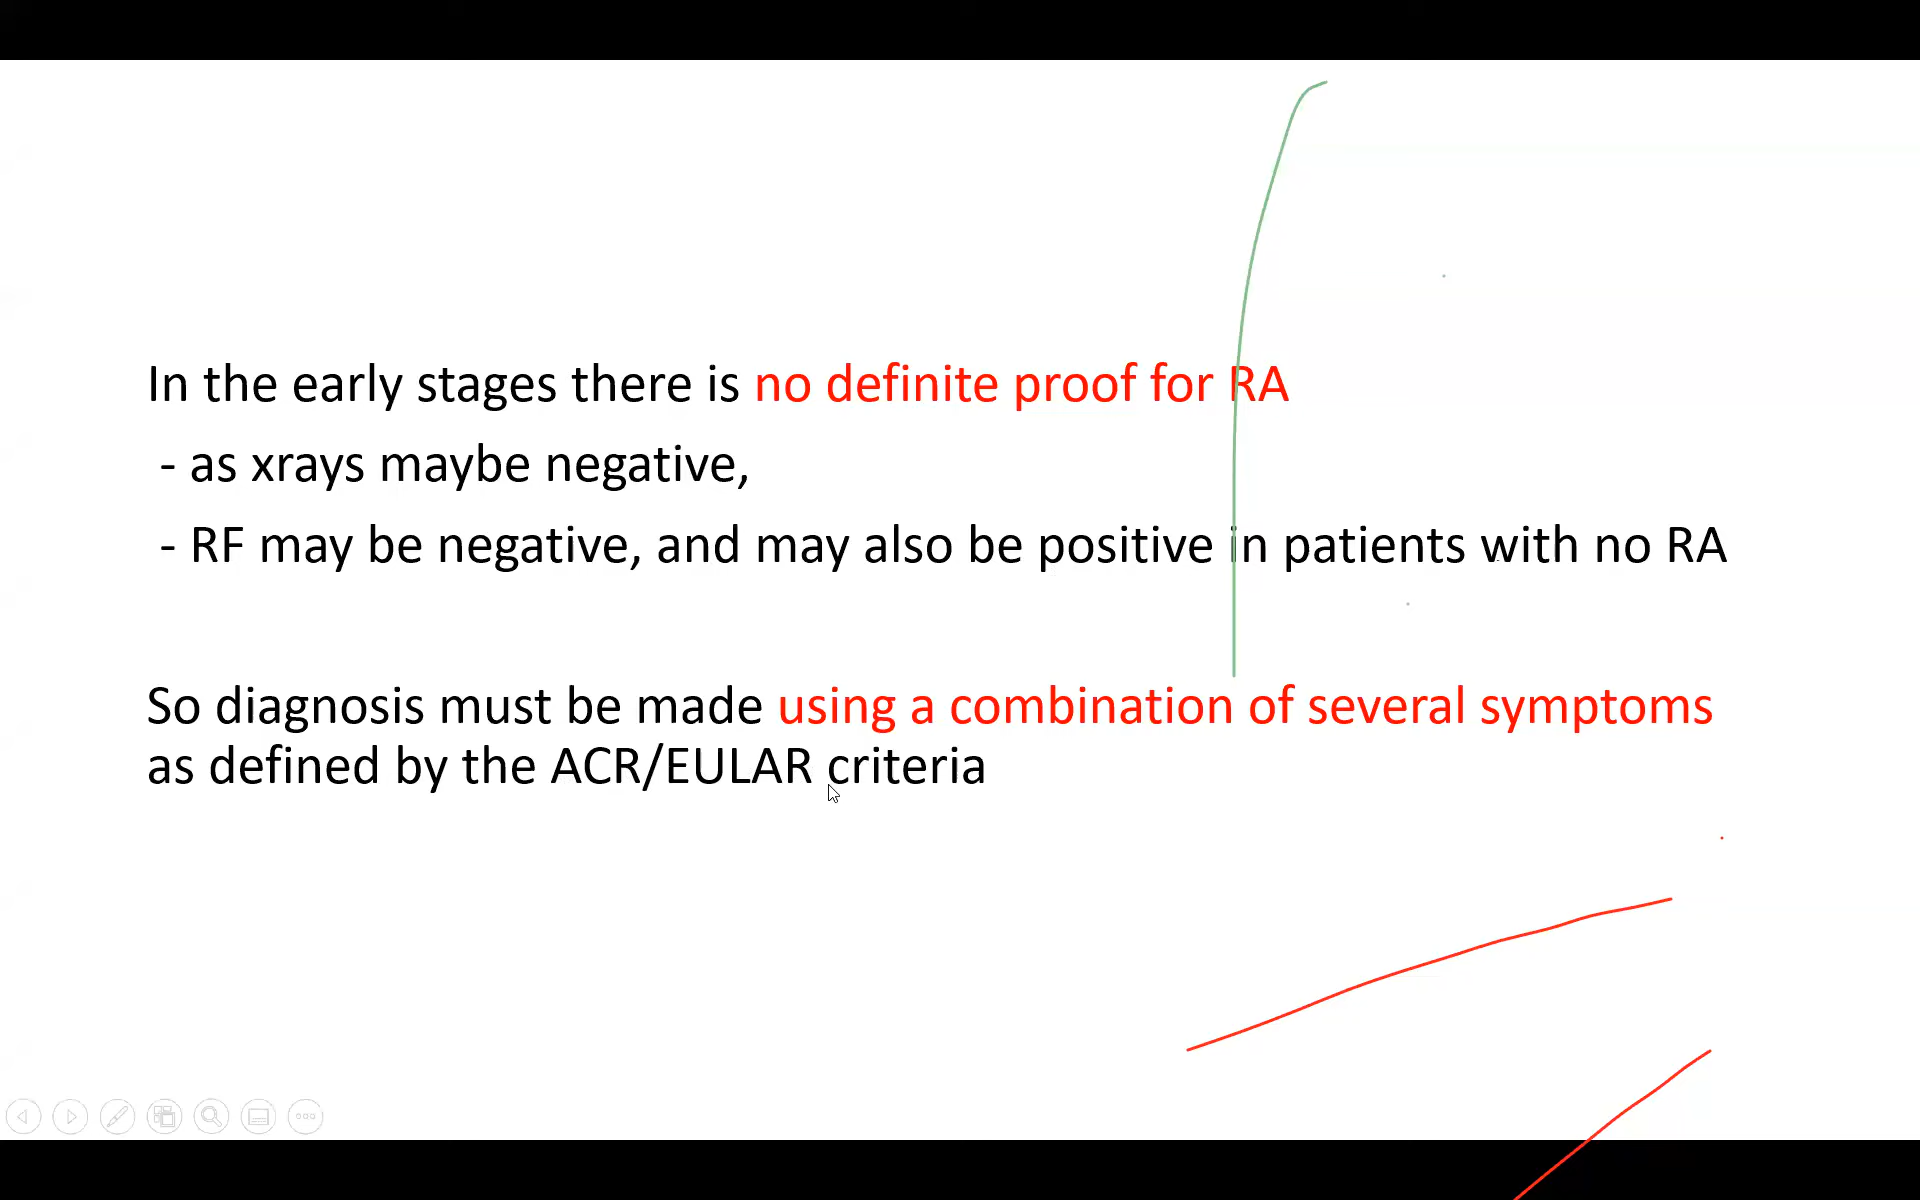 In the early stages there is no definite proof for RA
- as xrays maybe negative,
- RF may be negative, and may also be positive in patients with no RA
So diagnosis must be made using a combination of several symptoms
as defined by the ACR/EULAR criteria